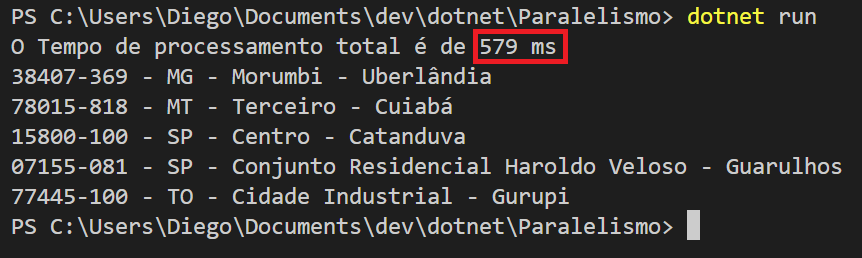 PS C:\Users\Diego\Documents\dev\dotnet\Paralelismo> dotnet run
O Tempo de processamento total é de 579 ms
38407-369 - MG - Morumbi - Uberlândia
78015-818 - MT - Terceiro - Cuiabá
15800-100 - SP - Centro - Catanduva
07155-081 - SP - Conjunto Residencial Haroldo Veloso - Guarulhos
77445-100 - TO - Cidade Industrial - Gurupi
PS C:\Users\Diego\Documents\dev\dotnet\Paralelismo>